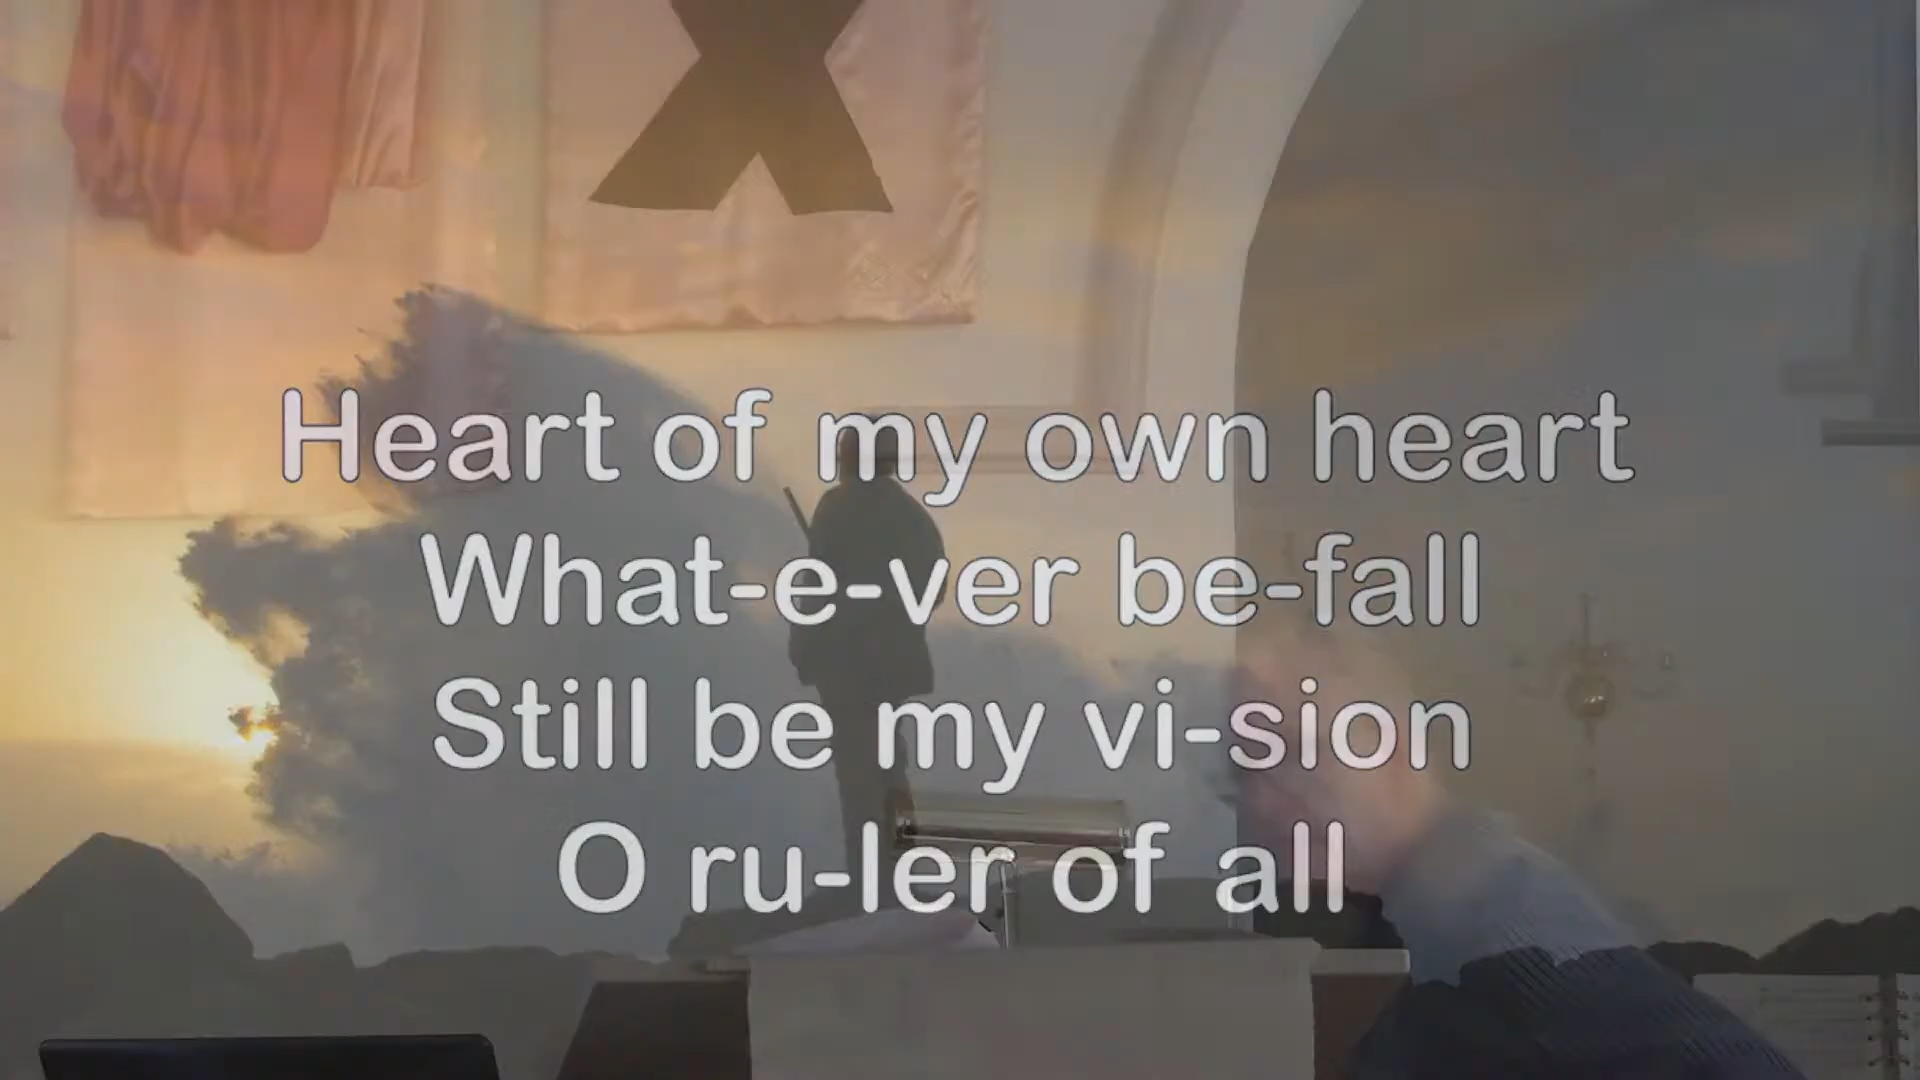 Heart of my own heart
What-e-ver be-fall
Still be my vi-sion
O ru-ler of all